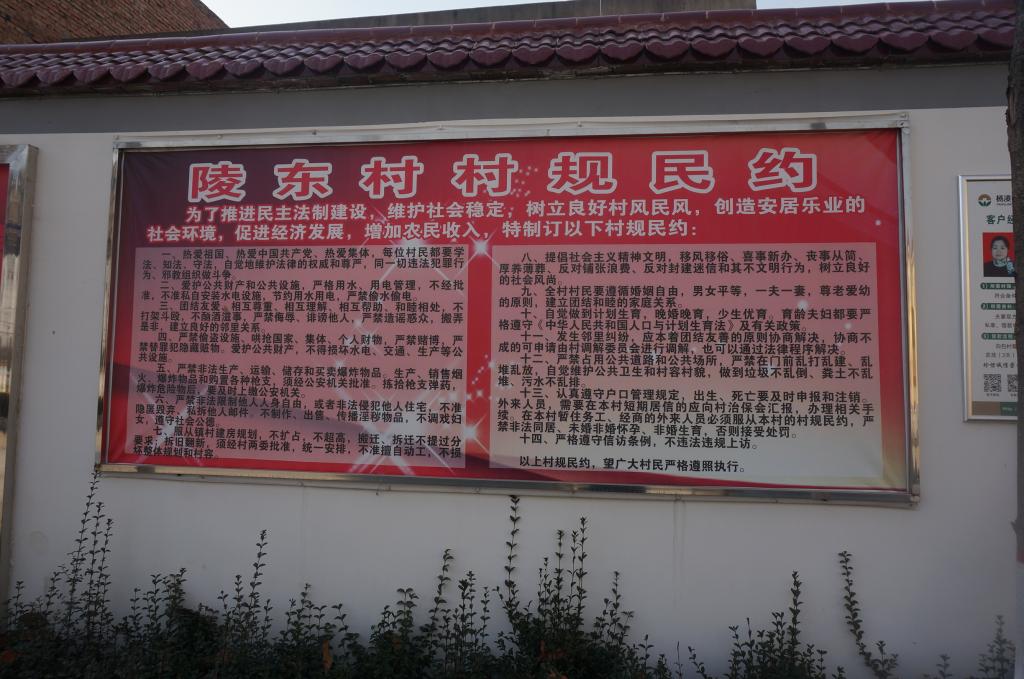 陵东村村规民约
为了推进民主法制建设，维护社会稳定，树立良好村风民风，创造安居乐业的
社会环境，促进经济发展，增加农民收入，特制订以下村规民约：
一、热爱祖国、热爱中国共产党、热爱集体，每位村民都要学
法、知法、守法，自觉地维护法律的权威和尊严，同一切违法犯罪行
为、邪教组织做斗争。
二、爱护公共财产和公共设施，严格用水、用电管理，不经批
准，不准私自安装水电设施，节约用水用电，严禁偷水偷电。
三、团结友爱、相互尊重、相互理解、相互帮助、和睦相处，不
打架斗殴，不酗酒滋事，严禁侮辱、诽谤他人，严禁造谣惑众，搬弄
是非，建立良好的邻里关系。
四、严禁偷盗设施、哄抢国家、集体、个人财物，严禁赌博，严
禁替罪犯隐藏赃物。爱护公共财产，不得损坏水电、交通、生产等公
共设施。
五、严禁非法生产、运输、储存和买卖爆炸物品，生产、销售烟
火、爆炸物品和购置各种枪支，须经公安机关批准。拣拾枪支弹药，
爆炸危险物后，要及时上缴公安机关。
六、严禁非法限制他人人身自由，或者非法侵犯他人住宅，不准
隐匿毁弃、私拆他人邮件，不制作、出售、传播淫秽物品，不调戏妇
女，遵守社会公德。
七、服从镇村建房规划，不扩占，不超高，搬迁、拆迁不提过分
要求；拆旧翻新，须经村两委批准，统一安排，不准擅自动工，不损
坏整体规划和村容。
八、提倡社会主义精神文明，移风移俗、喜事新办、丧事从简、
厚养薄葬、反对铺张浪费、反对封建迷信和其不文明行为，树立良好
的社会风尚。
九、全村村民要遵循婚姻自由，男女平等，一夫一妻，尊老爱幼
的原则，建立团结和睦的家庭关系。
十、自觉做到计划生育，晚婚晚育，少生优育。育龄夫妇都要严
格遵守《中华人民共和国人口与计划生育法》及有关政策。
发生邻里纠纷，应本着团结友善的原则协商解决，协商不
成的可申请由村调解委员会进行调解，也可以通过法律程序解决。
十二、严禁占用公共道路和公共场所，严禁在门前乱打乱建、乱
堆乱放，自觉维护公共卫生和村容村貌，做到垃圾不乱倒、粪土不乱
堆、污水不乱排。
十三、认真遵守户口管理规定，出生、死亡要及时申报和注销。
外来人员，需要在本村短期居信的应向村治保会汇报，办理相关手
续。在本村暂住务工、经商的外来人员必须服从本村的村规民约，严
禁非法同居、未婚非婚怀孕、非婚生育，否则接受处罚。
十四、严格遵守信访条例，不违法违规上访。
以上村规民约，望广大村民严格遵照执行。